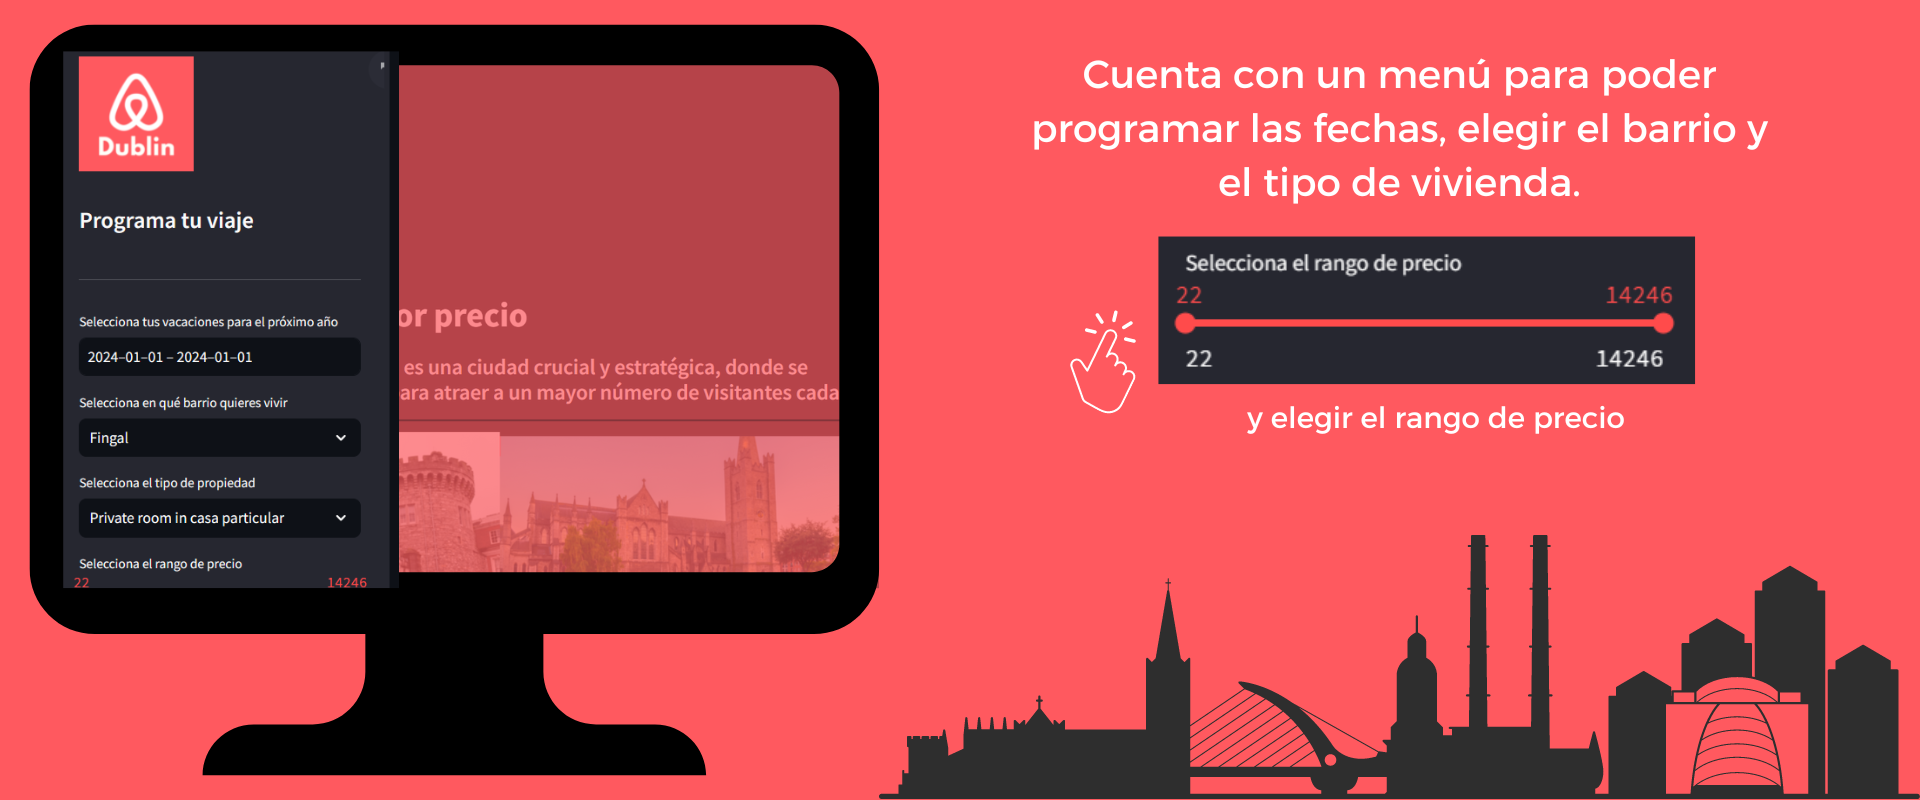 Dublin
Programa tu viaje
Selecciona tus vacaciones para el próximo año
2024–01–01 – 2024–01–01
Selecciona en qué barrio quieres vivir
Fingal
Selecciona el tipo de propiedad
Private room in casa particular
Selecciona el rango de precio
22 14246
or precio
es una ciudad crucial y estratégica, donde se
ara atraer a un mayor número de visitantes cada
Cuenta con un menú para poder
programar las fechas, elegir el barrio y
el tipo de vivienda.
Selecciona el rango de precio
22 14246
22 14246
y elegir el rango de precio